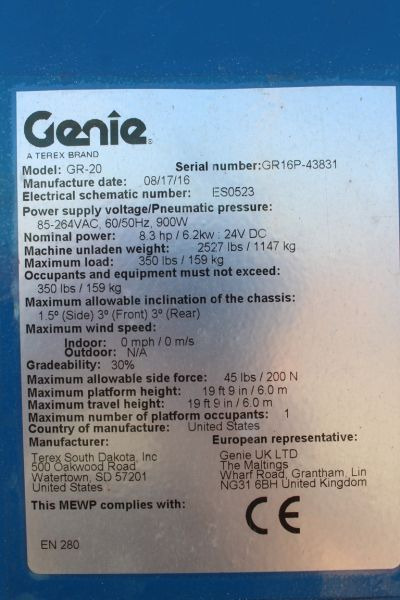 Genie®
A TEREX BRAND
Model: GR-20 Serial number:GR16P-43831
Manufacture date: 08/17/16
Electrical schematic number: ES0523
Power supply voltage/Pneumatic pressure:
85-264VAC, 60/50Hz, 900W
Nominal power: 8.3 hp / 6.2kw : 24V DC
Machine unladen weight: 2527 lbs / 1147 kg
Maximum load: 350 lbs / 159 kg
Occupants and equipment must not exceed:
350 lbs / 159 kg
Maximum allowable inclination of the chassis:
1.5º (Side) 3º (Front) 3º (Rear)
Maximum wind speed:
Indoor: 0 mph / 0 m/s
Outdoor: N/A
Gradeability: 30%
Maximum allowable side force: 45 lbs / 200 N
Maximum platform height: 19 ft 9 in / 6.0 m
Maximum travel height: 19 ft 9 in / 6.0 m
Maximum number of platform occupants: 1
Country of manufacture: United States
Manufacturer: European representative:
Terex South Dakota, Inc Genie UK LTD
500 Oakwood Road The Maltings
Watertown, SD 57201 Wharf Road, Grantham, Lin
United States NG31 6BH United Kingdom
This MEWP complies with: CE
EN 280